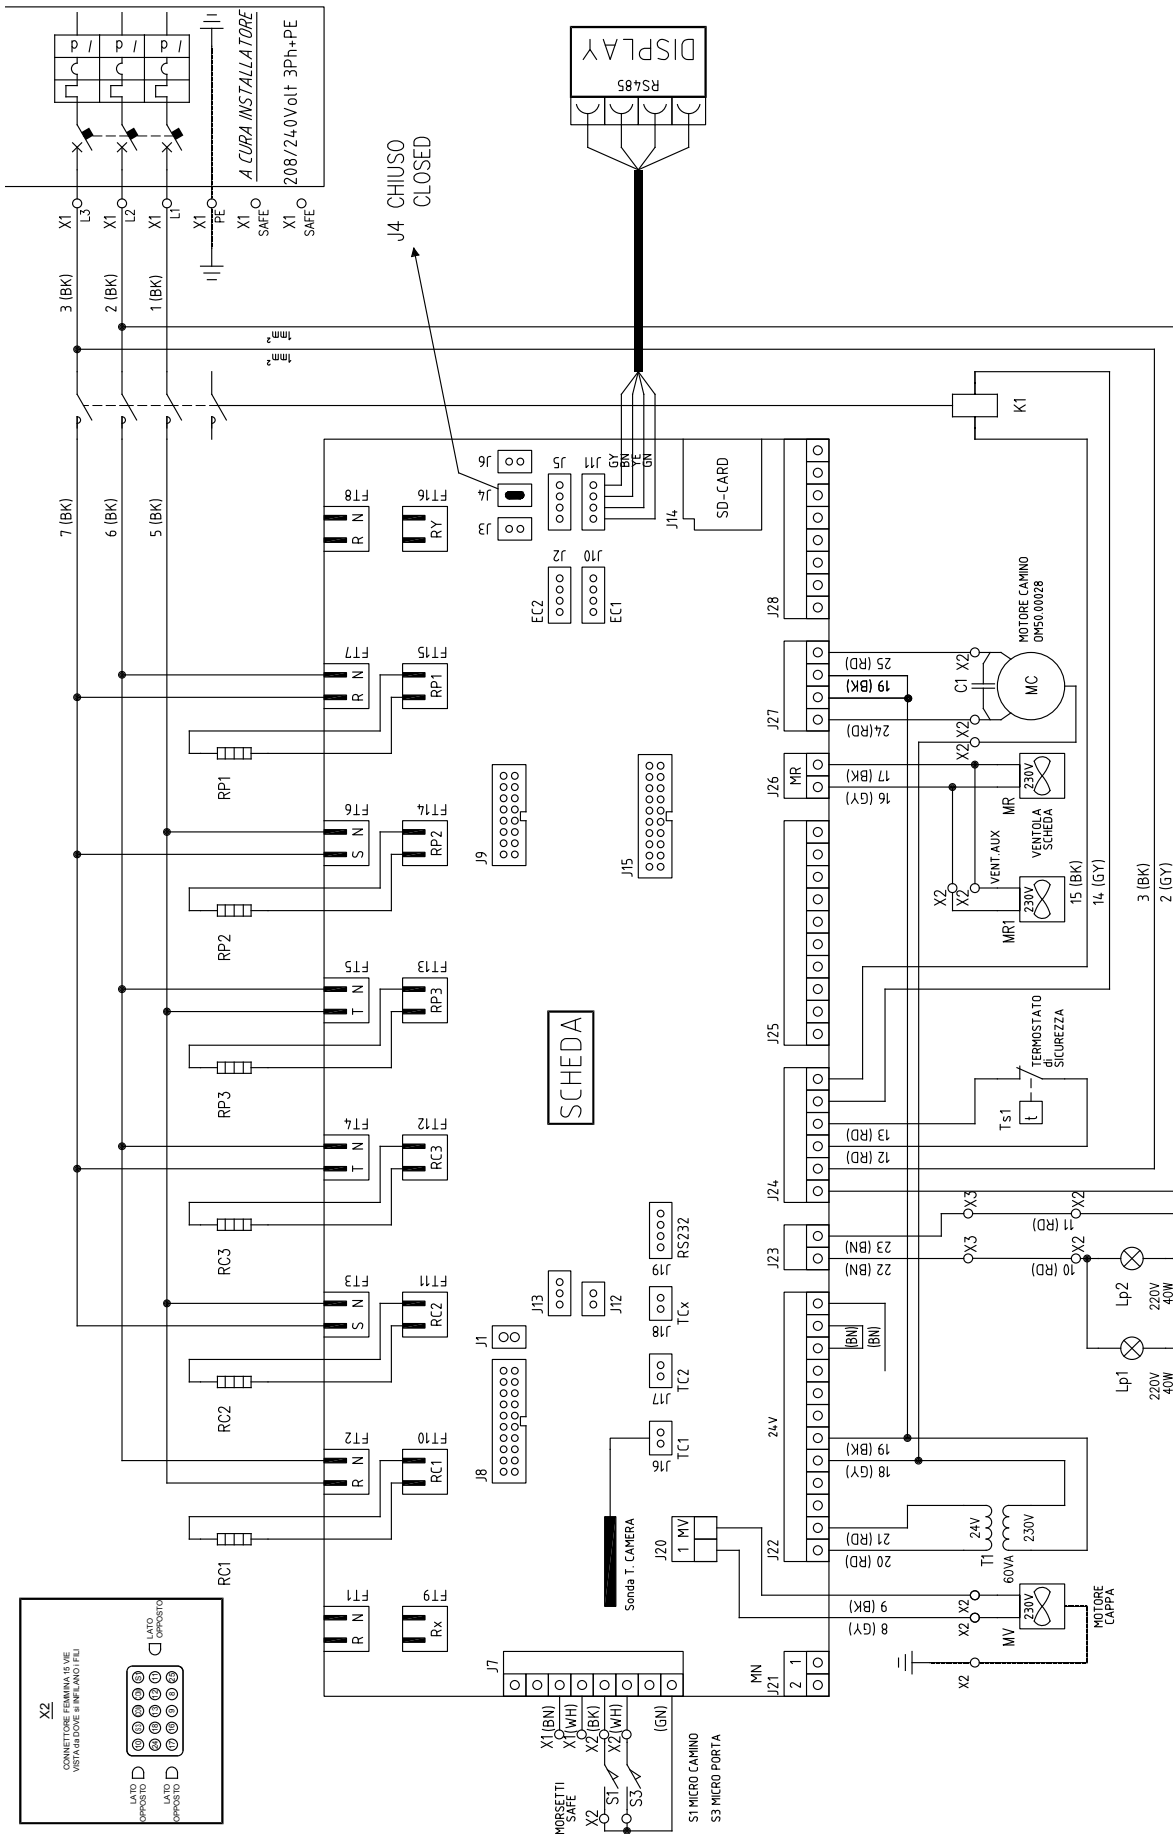 A CURA INSTALLATORE
208/240Volt 3Ph+PE
X1
L3
X1
L2
X1
L1
X1
PE
X1
SAFE
X1
SAFE
3 (BK)
2 (BK)
1 (BK)
1mm²
1mm²
7 (BK)
6 (BK)
5 (BK)
DISPLAY
RS485
J4 CHIUSO
CLOSED
K1
GY
BN
YE
GN
J6
J4
J3
J5
J11
J2
J10
EC2
EC1
J14
SD-CARD
FT8
R N
FT16
RY
FT7
R N
FT15
RP1
RP1
FT6
S N
FT14
RP2
RP2
FT5
T N
FT13
RP3
RP3
FT4
T N
FT12
RC3
RC3
FT3
S N
FT11
RC2
RC2
FT2
R N
FT10
RC1
RC1
FT1
R N
FT9
Rx
J9
J15
SCHEDA
J13
J12
J1
J8
J19
RS232
J18
TCx
J17
TC2
J16
TC1
Sonda T. CAMERA
J20
1 MV
J7
MN
J21
2 1
J22
24V
J23
J24
J25
J26
MR
J27
J28
25 (RD)
19 (BK)
24(RD)
17 (BK)
16 (GY)
X2
C1
X2
X2
MC
MOTORE CAMINO
OM50.00028
MR
230V
VENTOLA
SCHEDA
VENT.AUX
X2
X2
MR1
230V
15 (BK)
14 (GY)
3 (BK)
2 (GY)
13 (RD)
12 (RD)
Ts1
t
TERMOSTATO
di
SICUREZZA
23 (BN)
22 (BN)
X3
X3
11 (RD)
10 (RD)
X2
X2
Lp2
220V
40W
Lp1
220V
40W
(BN)
(BN)
19 (BK)
18 (GY)
21 (RD)
20 (RD)
24V
T1
230V
60VA
9 (BK)
8 (GY)
X2
X2
MV
230V
MOTORE
CAPPA
X2
X1(BN)
X1(WH)
X2(BK)
X2(WH)
(GN)
MORSETTI
SAFE
S1
S3
X2
S1 MICRO CAMINO
S3 MICRO PORTA
X2
CONNETTORE FEMMINA 15 VIE
VISTA da DOVE si INFILANO i FILI
LATO
OPPOSTO
LATO
OPPOSTO
LATO
OPPOSTO
24 18 13 12 11
17 16 9 8 25